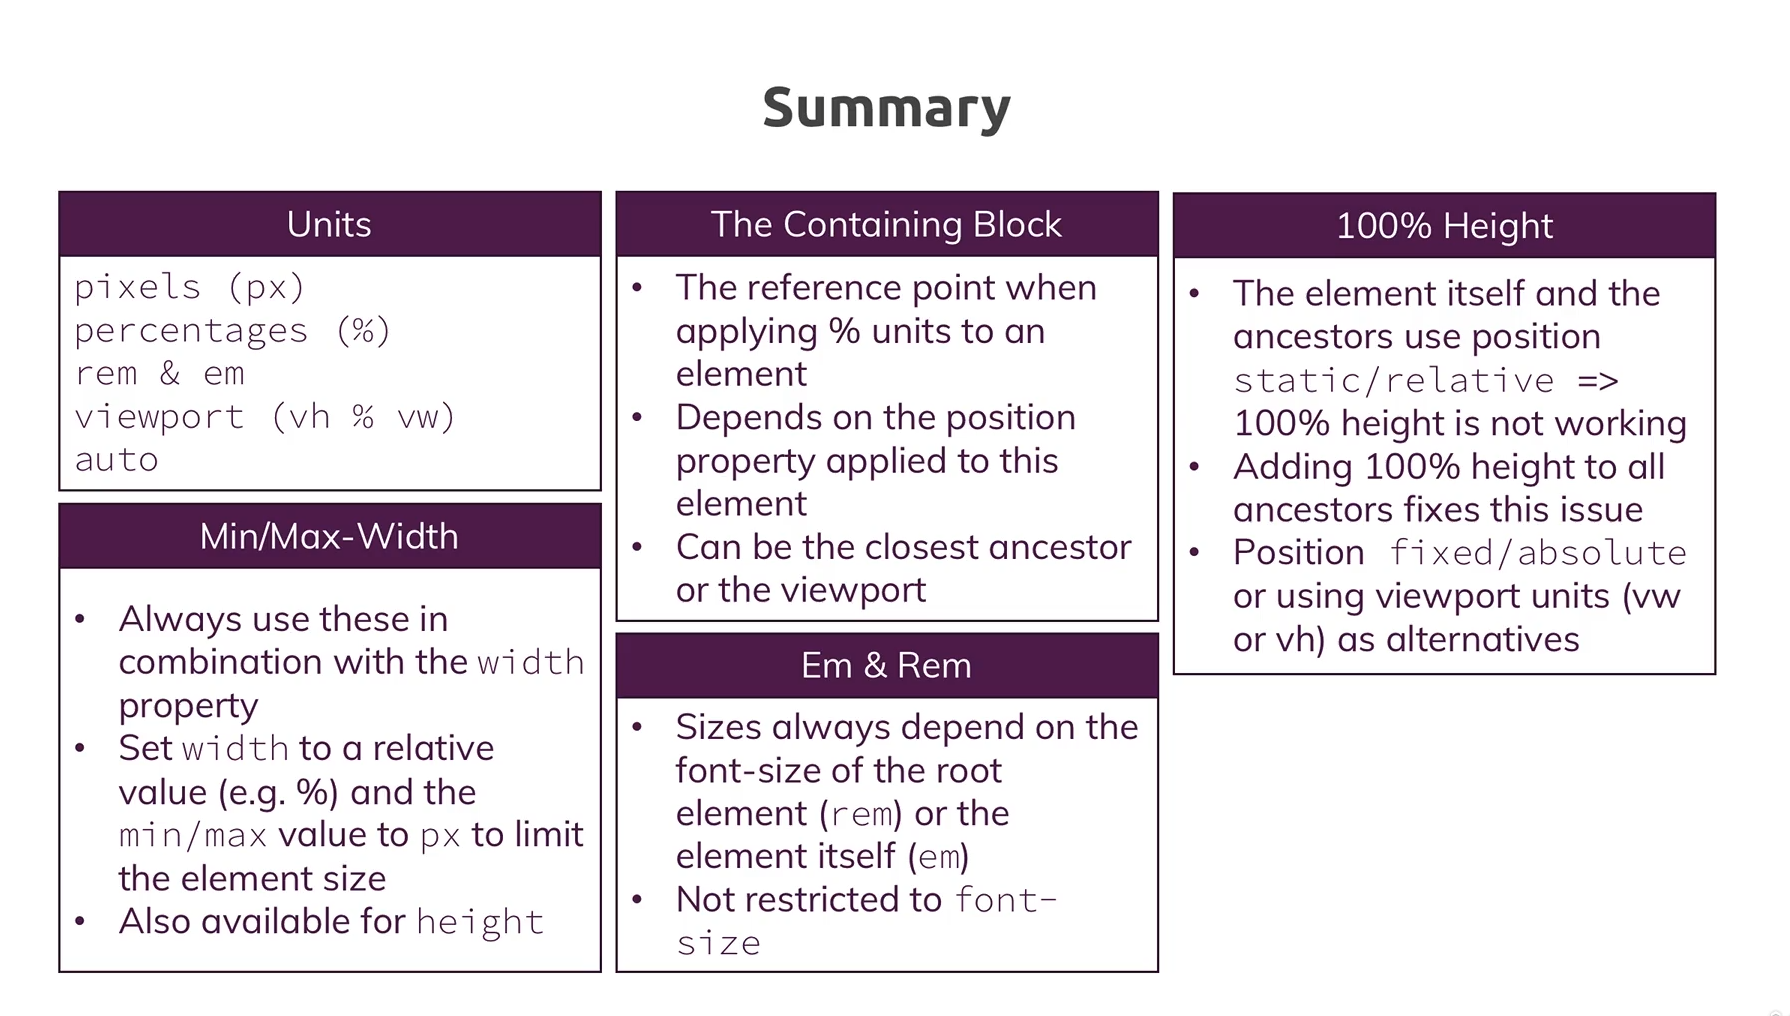 Summary
Units
pixels (px)
percentages (%)
rem & em
viewport (vh % vw)
auto
Min/Max-Width
• Always use these in
combination with the width
property
• Set width to a relative
value (e.g. %) and the
min/max value to px to limit
the element size
• Also available for height
The Containing Block
• The reference point when
applying % units to an
element
• Depends on the position
property applied to this
element
• Can be the closest ancestor
or the viewport
Em & Rem
• Sizes always depend on the
font-size of the root
element (rem) or the
element itself (em)
• Not restricted to font-
size
100% Height
• The element itself and the
ancestors use position
static/relative =>
100% height is not working
• Adding 100% height to all
ancestors fixes this issue
• Position fixed/absolute
or using viewport units (vw
or vh) as alternatives